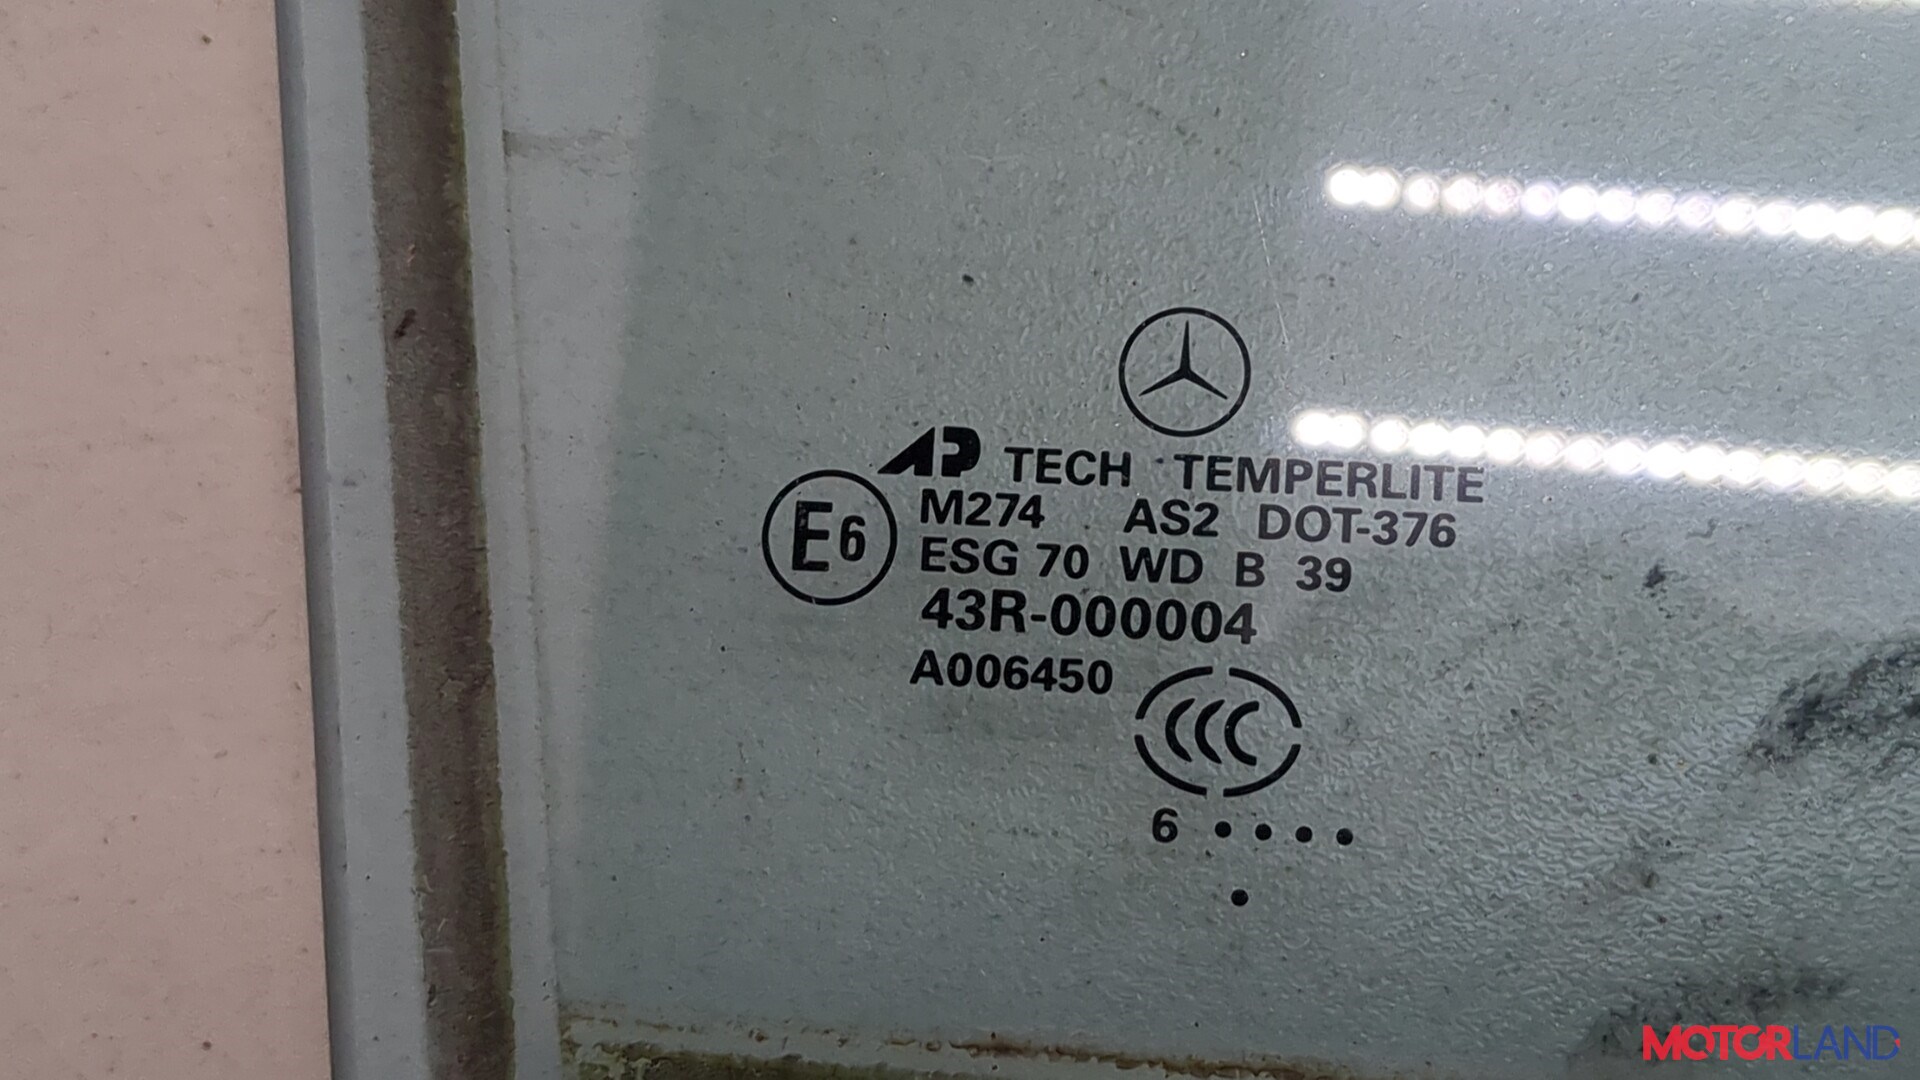 AP TECH TEMPERLITE
E6
M274 AS2 DOT-376
ESG 70 WD B 39
43R-000004
A006450
CCC
6 • • • •
•
MOTORLAND